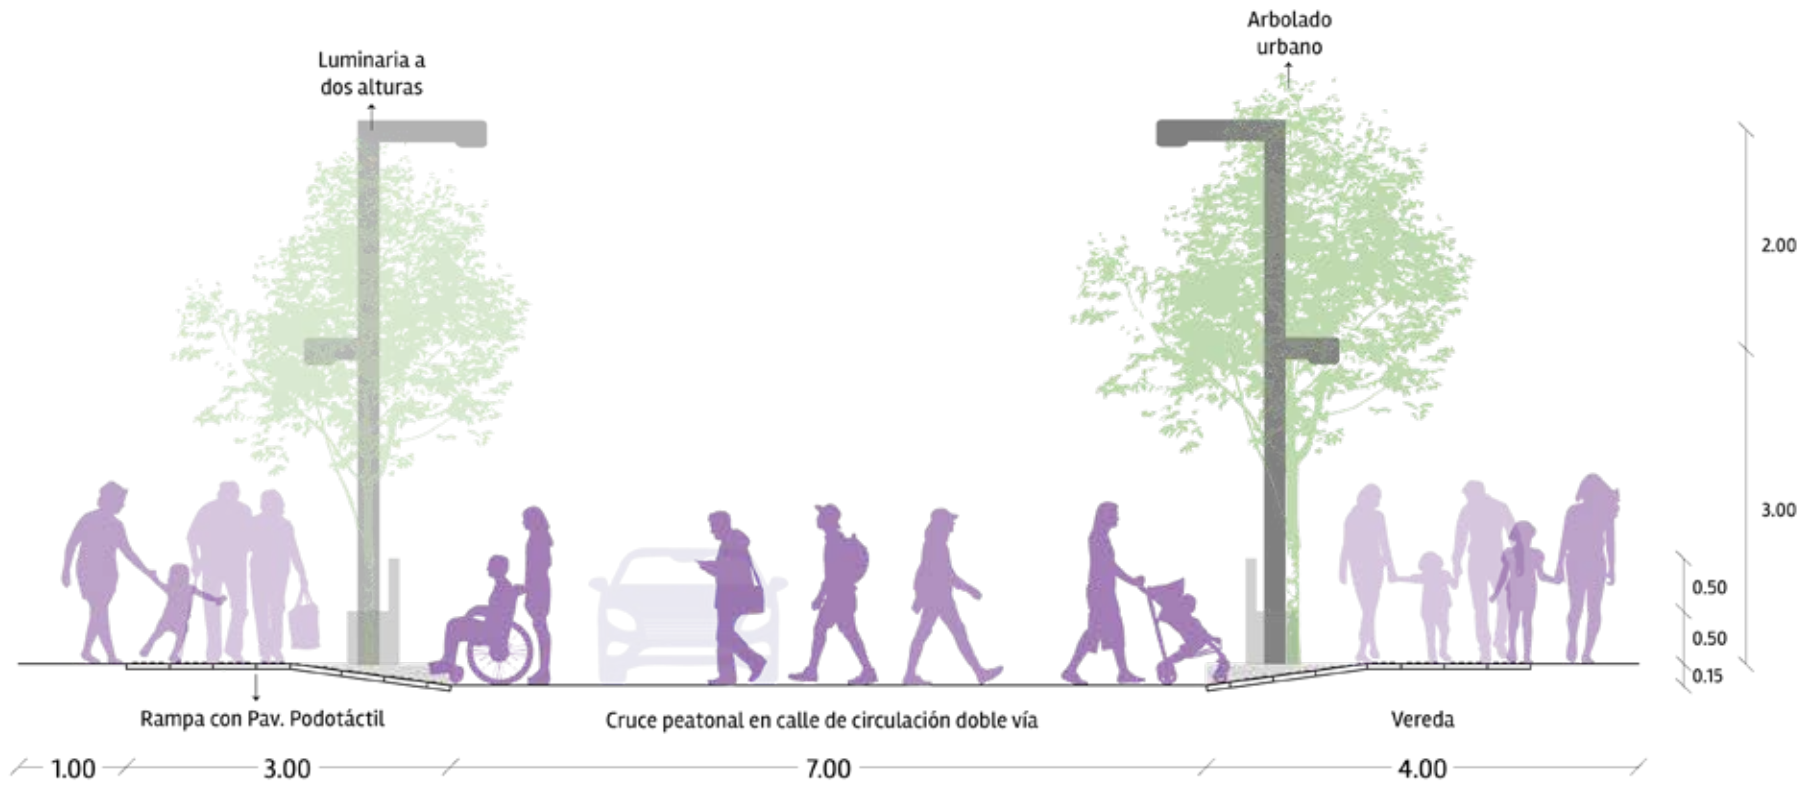 Arbolado
urbano
Luminaria a
dos alturas
2.00
3.00
0.50
0.50
0.15
Rampa con Pav. Podotáctil
Cruce peatonal en calle de circulación doble vía
Vereda
1.00
3.00
7.00
4.00